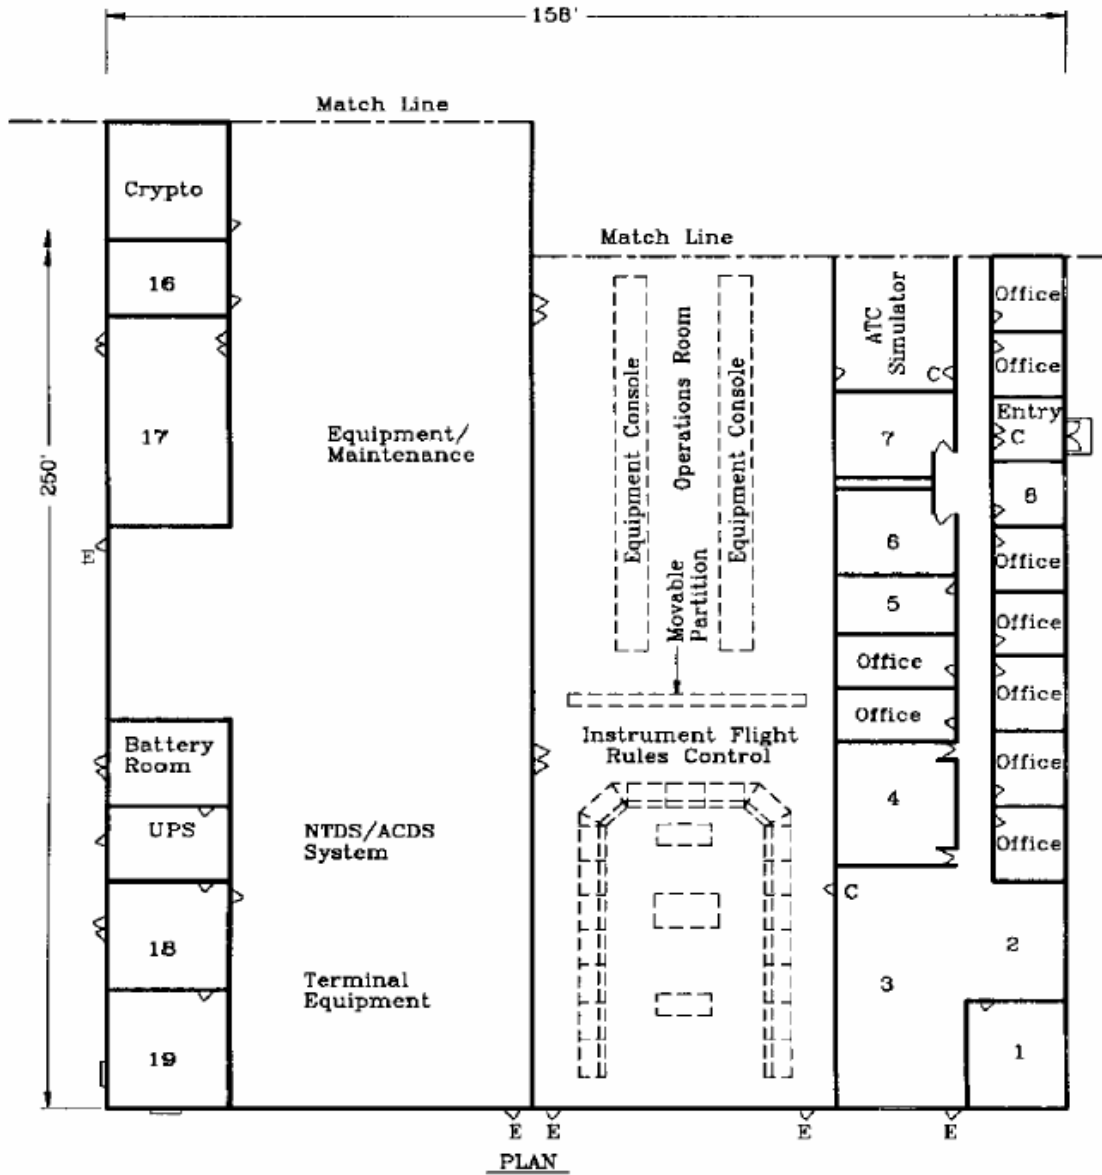 158'
Match Line
Crypto
Match Line
16
Office
ATC
Simulator
Operations Room
Equipment Console
Equipment Console
C
Office
Entry
C
17
Equipment/
Maintenance
7
250'
8
E
6
Office
Movable
Partition
5
Office
Office
Office
Office
Battery
Room
Instrument Flight
Rules Control
Office
4
UPS
NTDS/ACDS
System
Office
C
18
2
Terminal
Equipment
3
19
1
E
E
E
E
PLAN